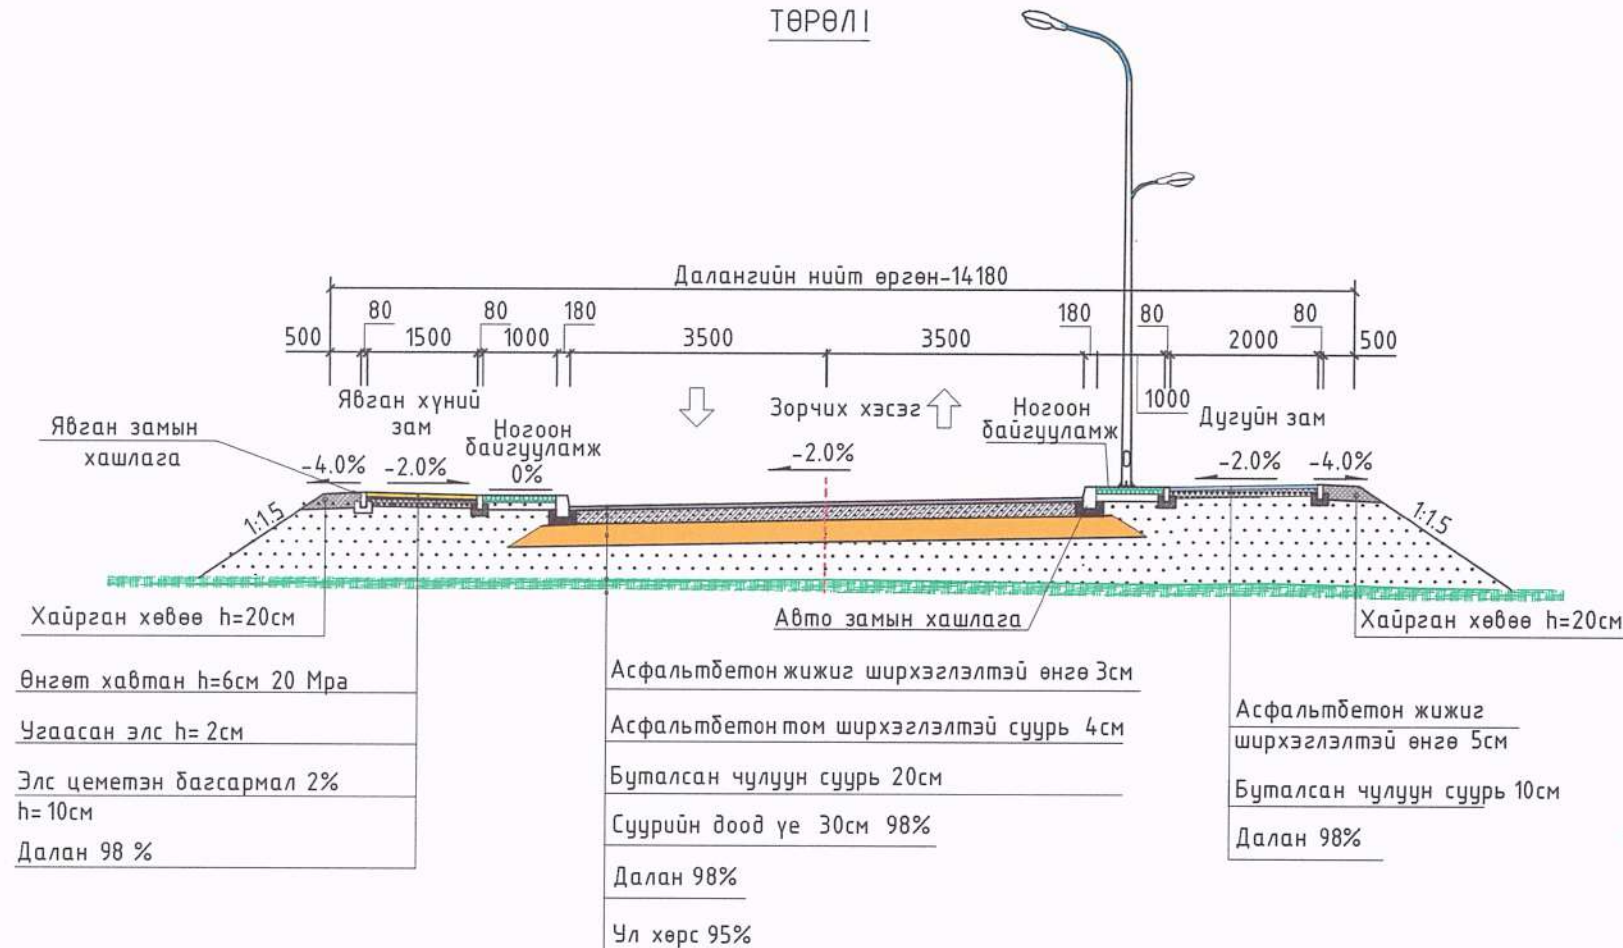 ТӨРӨЛ I
Далангийн нийт өргөн-14180
80
80
180
180
80
80
500
1500
1000
3500
3500
2000
500
1000
Явган хүний
зам
Явган замын
хашлага
Ногоон
байгууламж
0%
Зорчих хэсэг
Ногоон
байгууламж
Дугуйн зам
-4.0%
-2.0%
-2.0%
-2.0%
-4.0%
1:1.5
1:1.5
Хайрган хөвөө h=20см
Авто замын хашлага
Хайрган хөвөө h=20см
Өнгөт хавтан h=6см 20 Mpa
Угаасан элс h= 2см
Элс цеметэн багсармал 2%
h= 10см
Далан 98 %
Асфальтбетон жижиг ширхэглэлтэй өнгө 3см
Асфальтбетон том ширхэглэлтэй суурь 4см
Буталсан чулуун суурь 20см
Суурийн доод үе 30см 98%
Далан 98%
Ул хөрс 95%
Асфальтбетон жижиг
ширхэглэлтэй өнгө 5см
Буталсан чулуун суурь 10см
Далан 98%